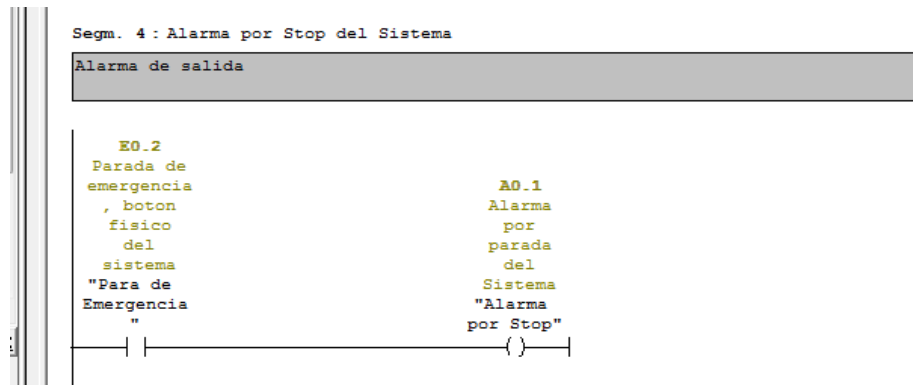 Segm. 4 : Alarma por Stop del Sistema
Alarma de salida
E0.2
Parada de
emergencia
, boton
fisico
del
sistema
"Para de
Emergencia
"
A0.1
Alarma
por
parada
del
Sistema
"Alarma
por Stop"